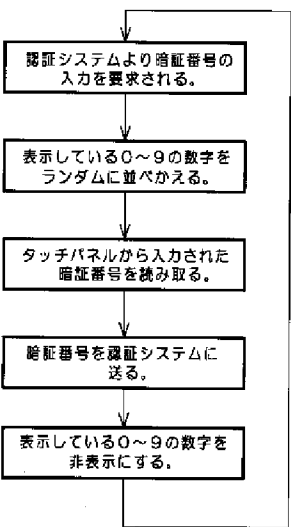 認証システムより暗証番号の
入力を要求される。
表示している０～９の数字を
ランダムに並べかえる。
タッチパネルから入力された
暗証番号を読み取る。
暗証番号を認証システムに
送る。
表示している０～９の数字を
非表示にする。